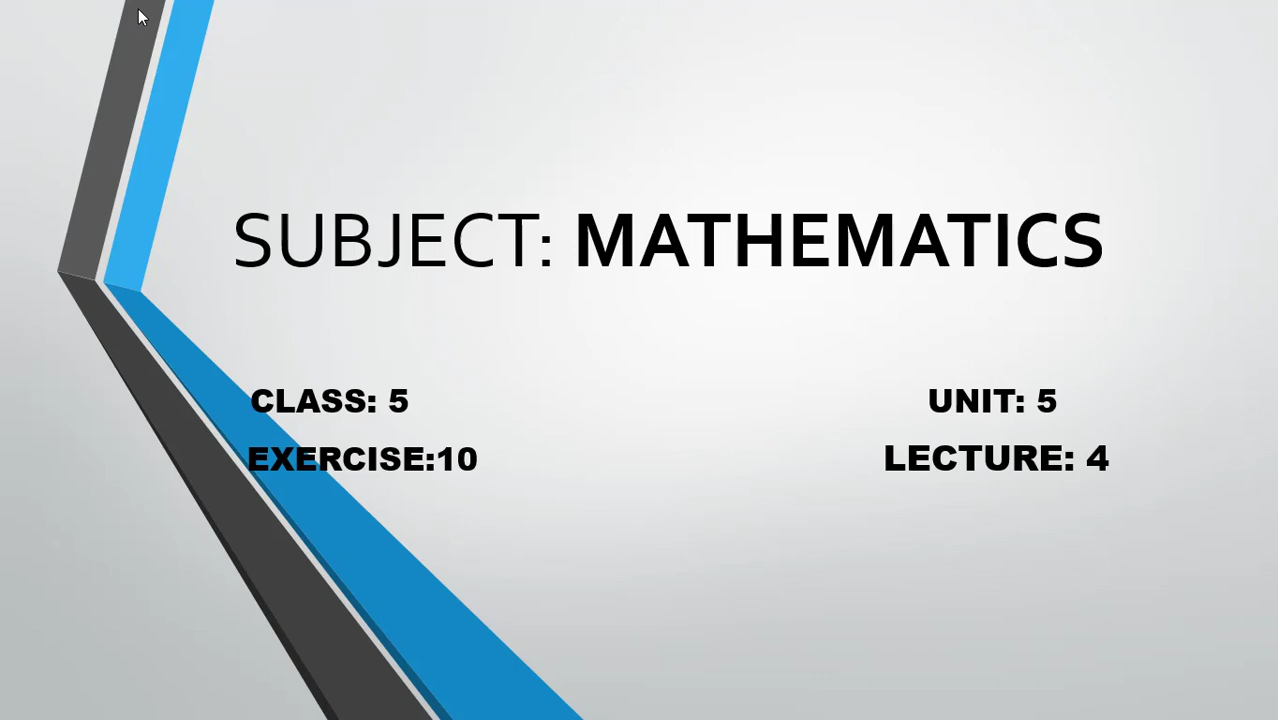 SUBJECT: MATHEMATICS
CLASS: 5
UNIT: 5
EXERCISE:10
LECTURE: 4